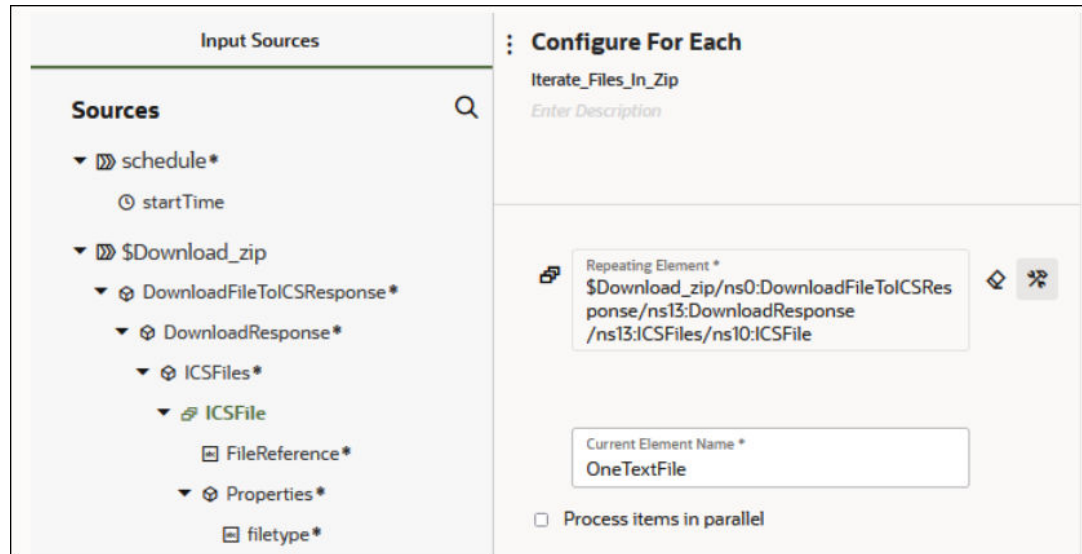 Input Sources
Sources
schedule*
startTime
$Download_zip
DownloadFileToICSResponse*
DownloadResponse*
ICSFiles*
ICSFile
FileReference*
Properties*
filetype*
Configure For Each
Iterate_Files_In_Zip
Enter Description
Repeating Element *
$Download_zip/ns0:DownloadFileToICSRes
ponse/ns13:DownloadResponse
/ns13:ICSFiles/ns10:ICSFile
Current Element Name *
OneTextFile
Process items in parallel